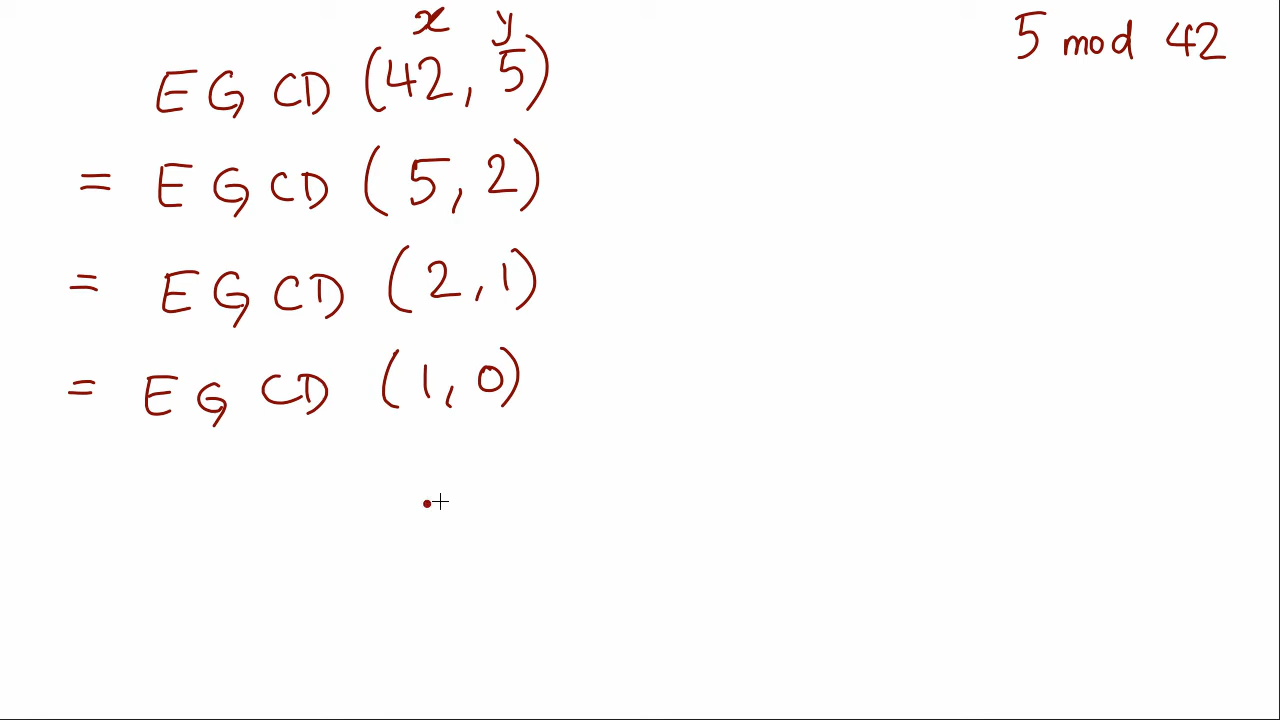 x y
EGCD (42, 5)
5 mod 42
= EGCD (5, 2)
= EGCD (2, 1)
= EGCD (1, 0)